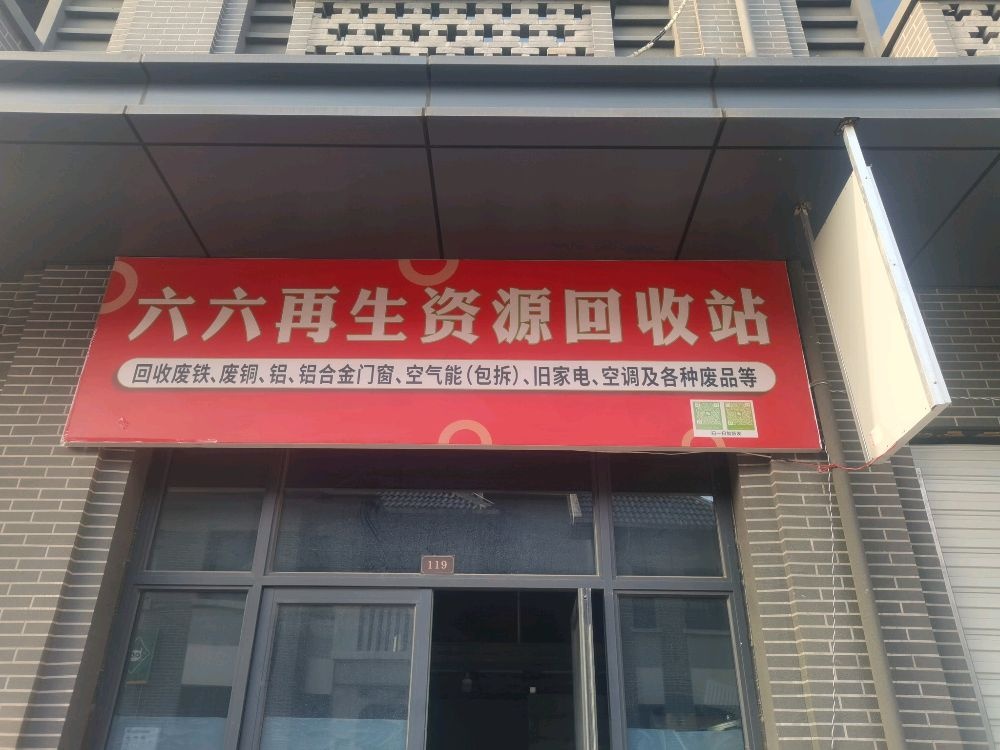 六六再生资源回收站
回收废铁、废铜、铝、铝合金门窗、空气能(包拆)、旧家电、空调及各种废品等
119